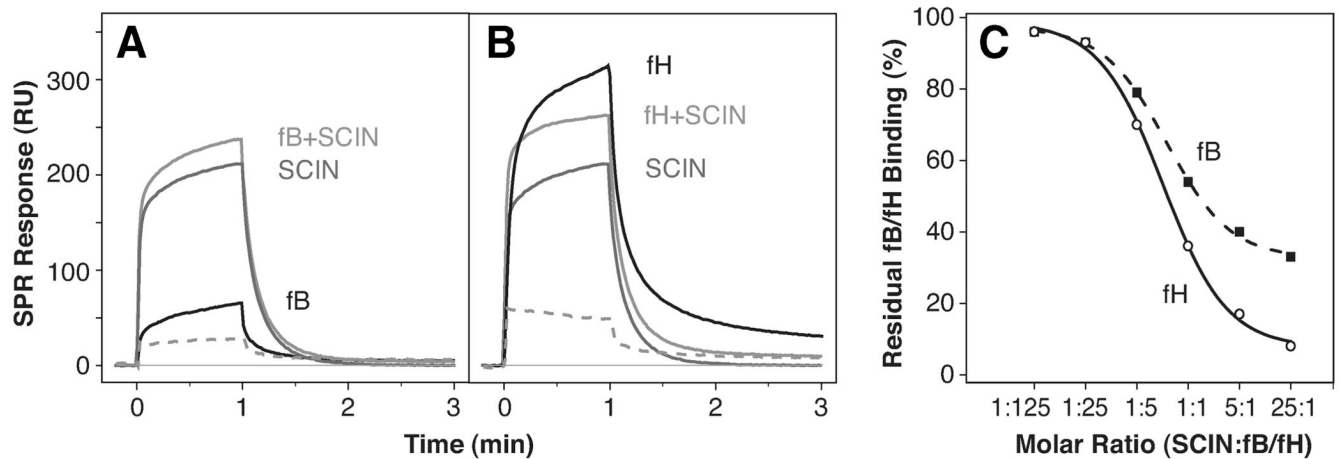 A
B
C
SPR Response (RU)
300
200
100
0
fB+SCIN
SCIN
fB
fH
fH+SCIN
SCIN
0
1
2
3
0
1
2
3
Time (min)
Residual fB/fH Binding (%)
100
80
60
40
20
0
fB
fH
1:125
1:25
1:5
1:1
5:1
25:1
Molar Ratio (SCIN:fB/fH)